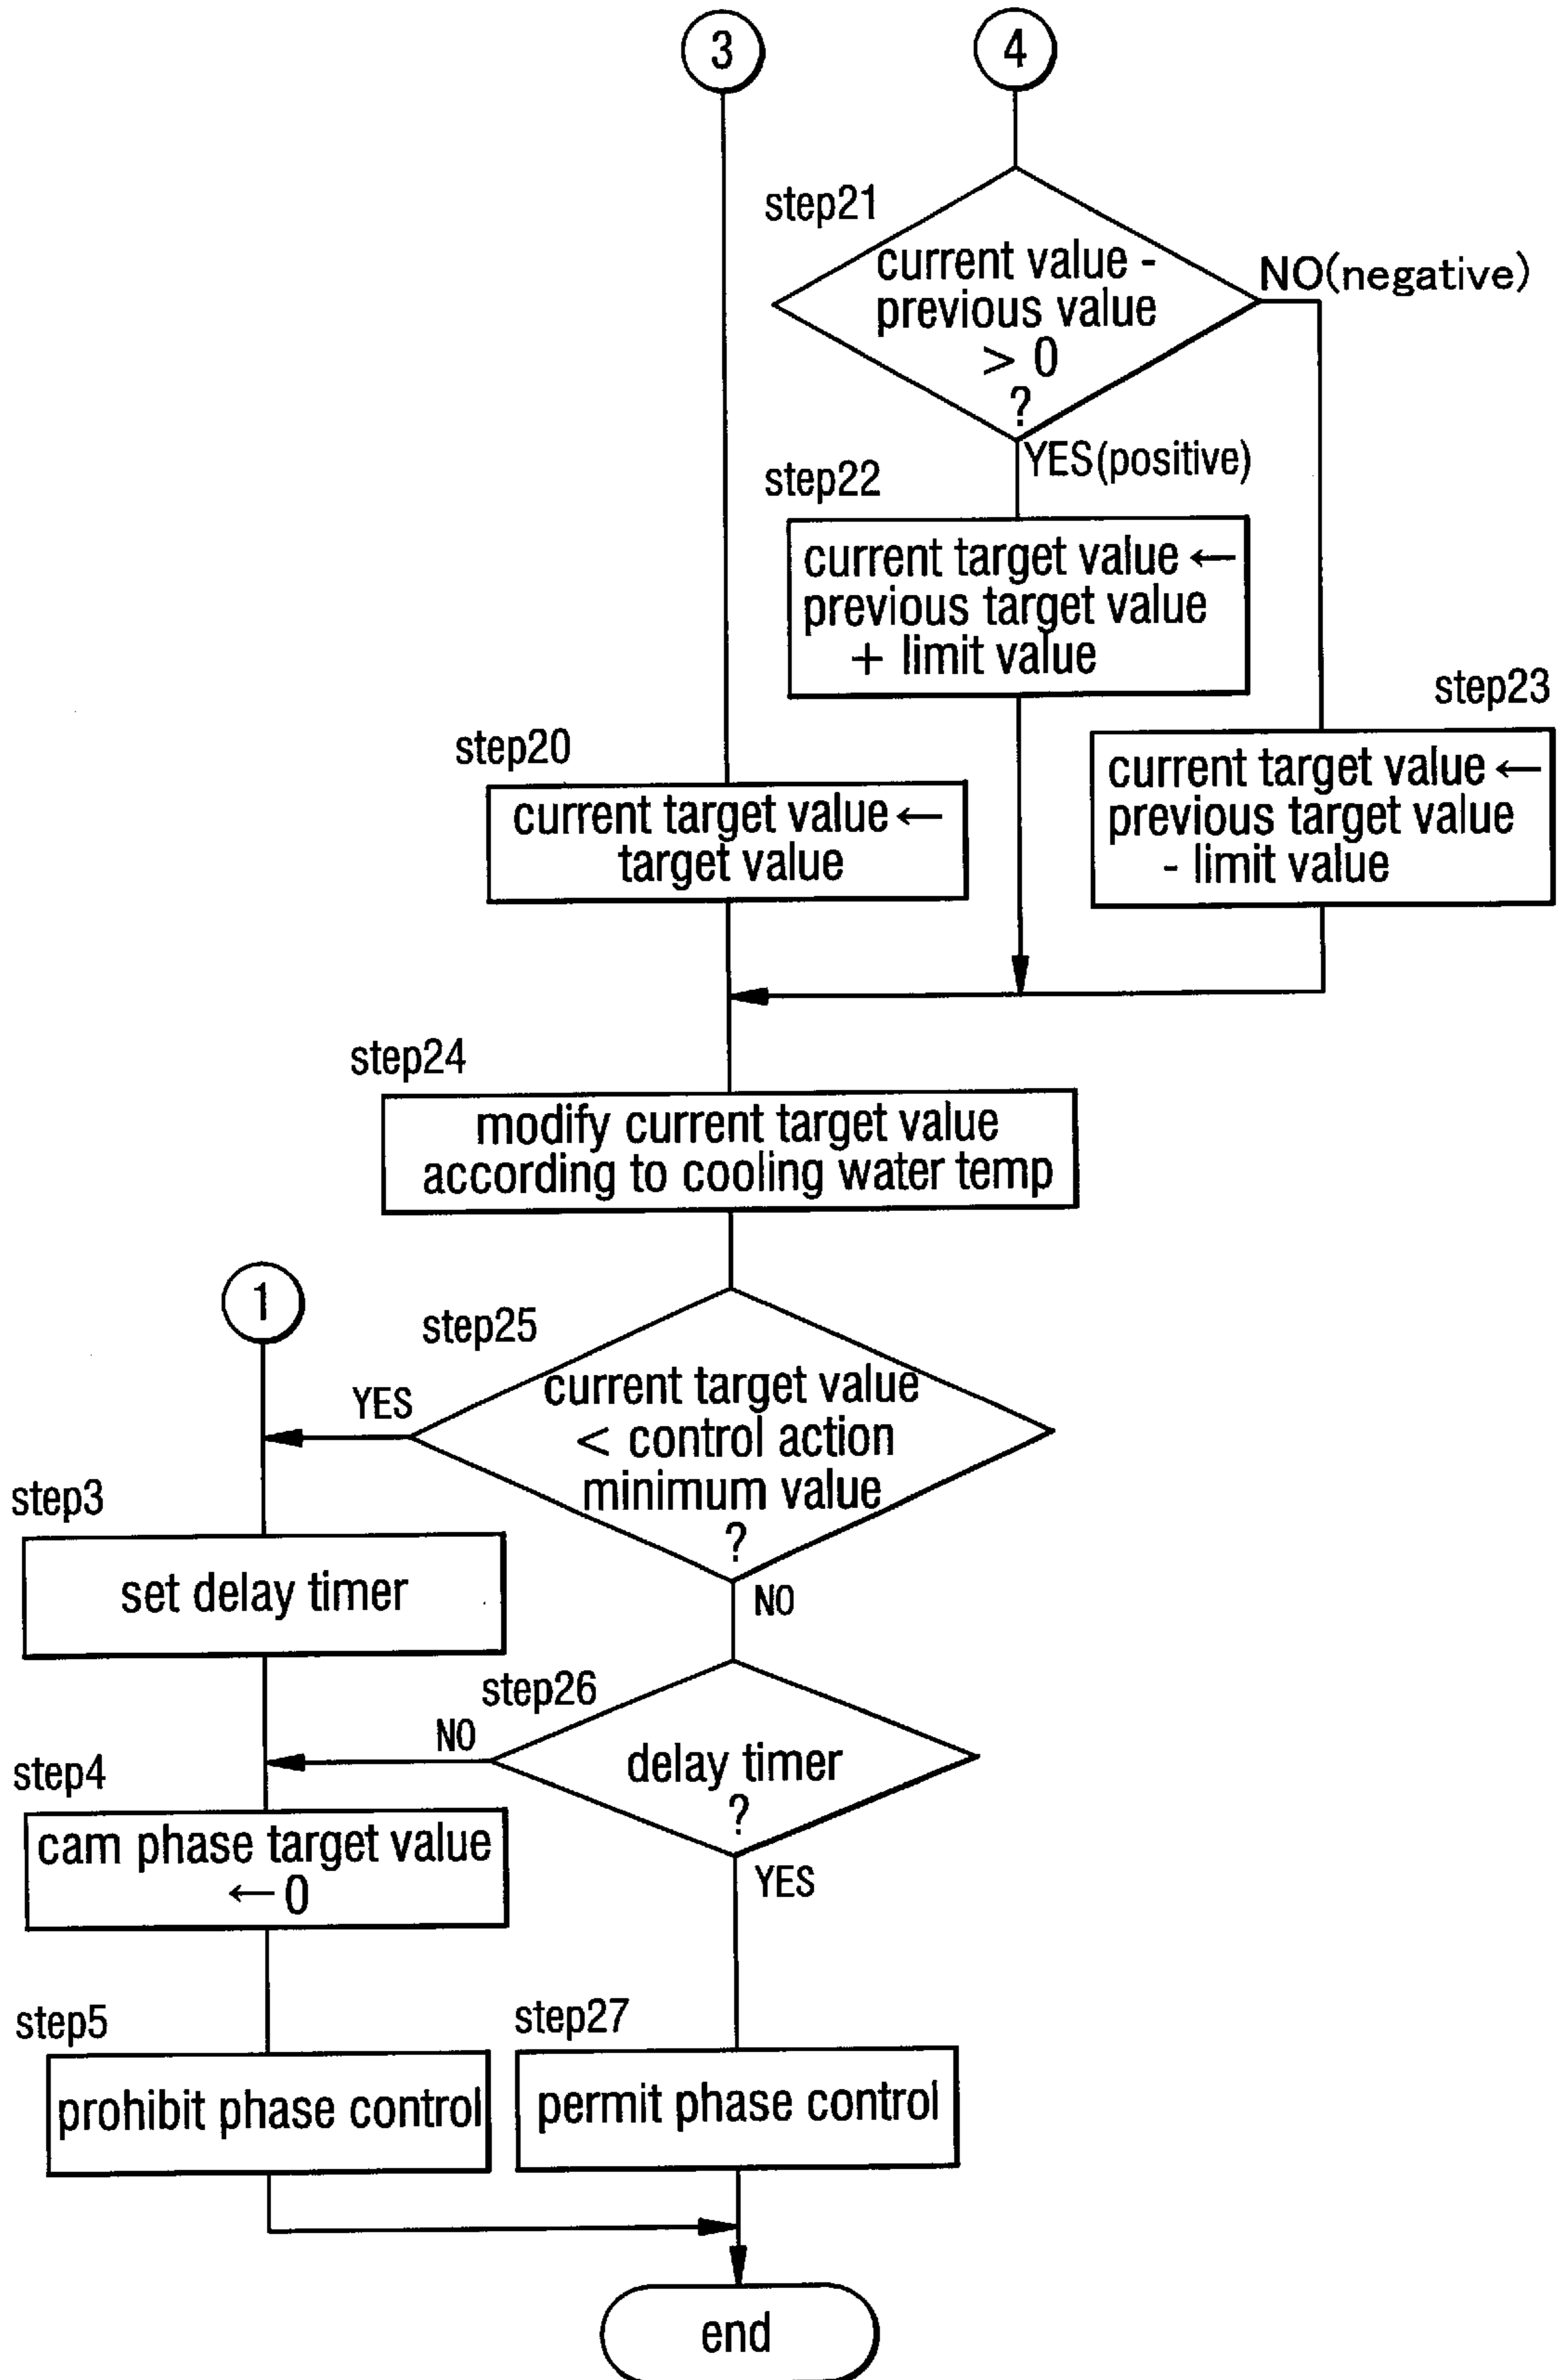 3
4
step21
current value -
previous value
> 0
?
NO(negative)
YES(positive)
step22
current target value ←
previous target value
+ limit value
step23
current target value ←
previous target value
- limit value
step20
current target value ←
target value
step24
modify current target value
according to cooling water temp
1
step25
current target value
< control action
minimum value
?
YES
NO
step3
set delay timer
step26
delay timer
?
NO
YES
step4
cam phase target value
← 0
step5
prohibit phase control
step27
permit phase control
end